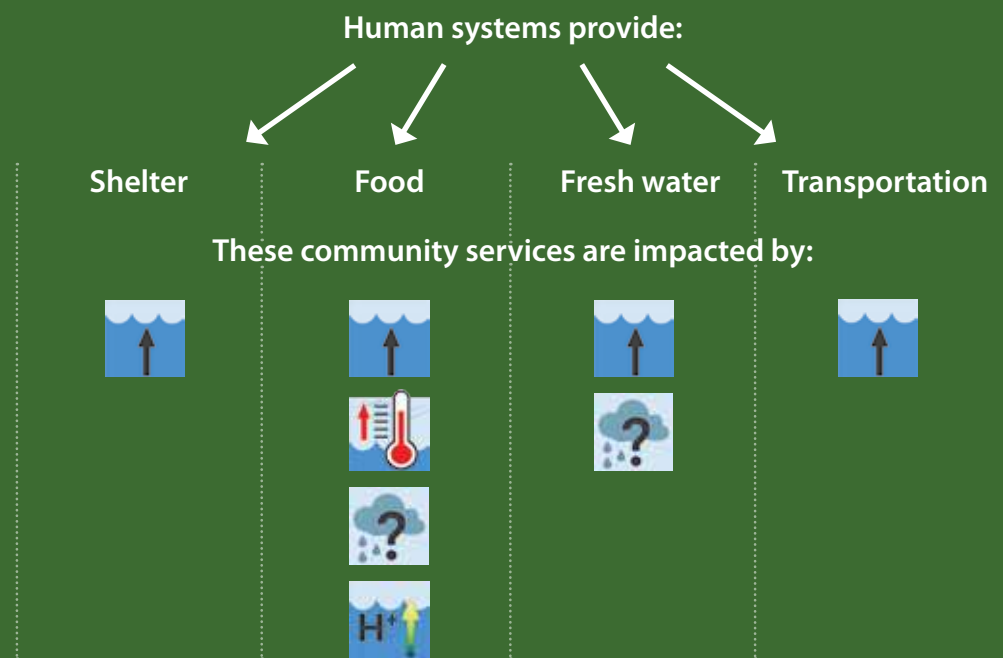 Human systems provide:
Shelter Food Fresh water Transportation
These community services are impacted by:
?
?
H+